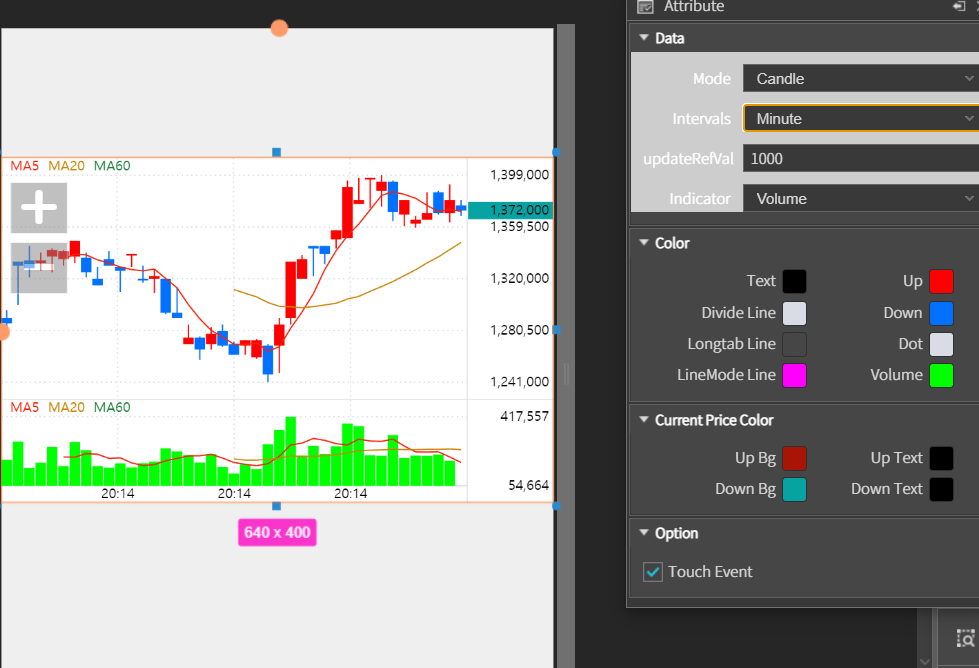 Attribute
Data
Mode Candle
Intervals Minute
updateRefVal 1000
Indicator Volume
Color
Text Up
Divide Line Down
Longtab Line Dot
LineMode Line Volume
Current Price Color
Up Bg Up Text
Down Bg Down Text
Option
Touch Event
MA5 MA20 MA60
1,399,000
1,372,000
1,359,500
1,320,000
1,280,500
1,241,000
MA5 MA20 MA60
417,557
54,664
20:14 20:14 20:14
640 x 400